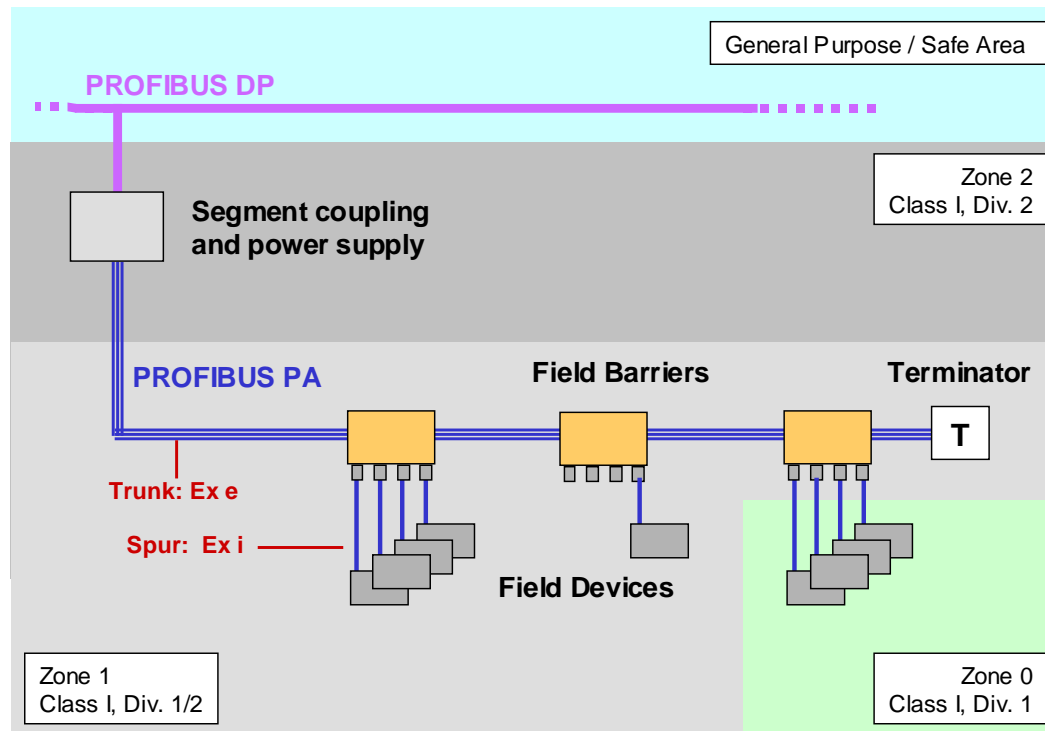 General Purpose / Safe Area
PROFIBUS DP
Zone 2
Class I, Div. 2
Segment coupling
and power supply
PROFIBUS PA
Field Barriers
Terminator
T
Trunk: Ex e
Spur: Ex i
Field Devices
Zone 1
Class I, Div. 1/2
Zone 0
Class I, Div. 1